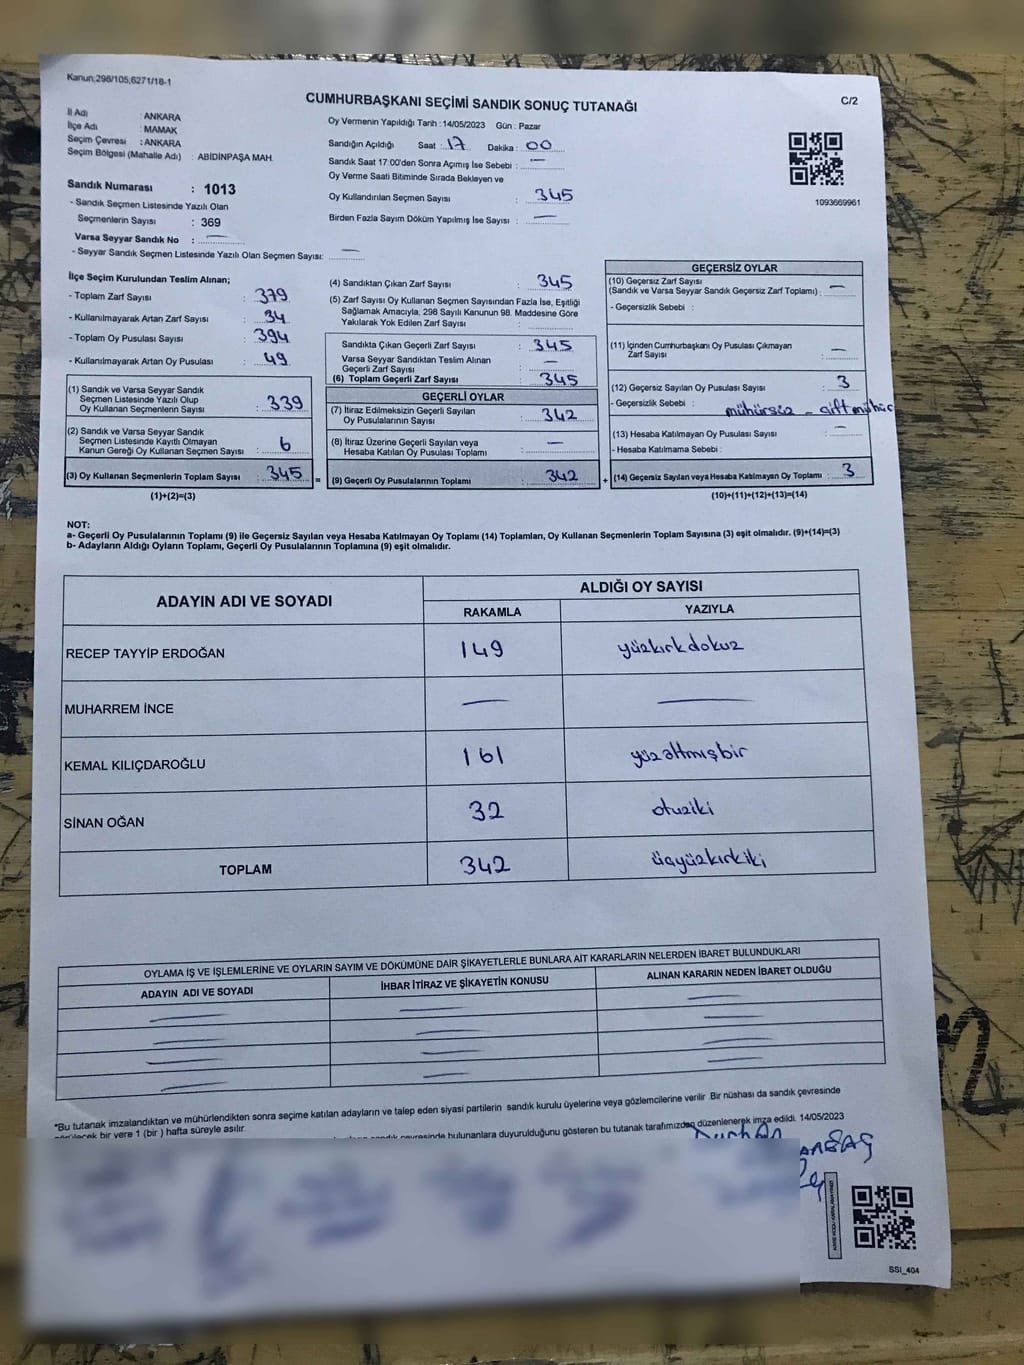 Kanun:298/105;6271/18-1
CUMHURBAŞKANI SEÇİMİ SANDIK SONUÇ TUTANAĞI
C/2
İl Adı : ANKARA
İlçe Adı : MAMAK
Seçim Çevresi : ANKARA
Seçim Bölgesi (Mahalle Adı) : ABİDİNPAŞA MAH.
Sandık Numarası : 1013
- Sandık Seçmen Listesinde Yazılı Olan
Seçmenlerin Sayısı : 369
Varsa Seyyar Sandık No : —
- Seyyar Sandık Seçmen Listesinde Yazılı Olan Seçmen Sayısı: —
Oy Vermenin Yapıldığı Tarih : 14/05/2023 Gün : Pazar
Sandığın Açıldığı Saat : 17 Dakika : 00
Sandık Saat 17:00'den Sonra Açımış İse Sebebi : —
Oy Verme Saati Bitiminde Sırada Bekleyen ve
Oy Kullandırılan Seçmen Sayısı : 345
Birden Fazla Sayım Döküm Yapılmış İse Sayısı : —
1093669961
İlçe Seçim Kurulundan Teslim Alınan;
- Toplam Zarf Sayısı : 379
- Kullanılmayarak Artan Zarf Sayısı : 34
- Toplam Oy Pusulası Sayısı : 394
- Kullanılmayarak Artan Oy Pusulası : 49
(1) Sandık ve Varsa Seyyar Sandık
Seçmen Listesinde Yazılı Olup
Oy Kullanan Seçmenlerin Sayısı : 339
(2) Sandık ve Varsa Seyyar Sandık
Seçmen Listesinde Kayıtlı Olmayan
Kanun Gereği Oy Kullanan Seçmen Sayısı : 6
(3) Oy Kullanan Seçmenlerin Toplam Sayısı : 345
(1)+(2)=(3)
(4) Sandıktan Çıkan Zarf Sayısı : 345
(5) Zarf Sayısı Oy Kullanan Seçmen Sayısından Fazla İse, Eşitliği
Sağlamak Amacıyla, 298 Sayılı Kanunun 98. Maddesine Göre
Yakılarak Yok Edilen Zarf Sayısı :
Sandıkta Çıkan Geçerli Zarf Sayısı : 345
Varsa Seyyar Sandıktan Teslim Alınan
Geçerli Zarf Sayısı : —
(6) Toplam Geçerli Zarf Sayısı : 345
GEÇERLİ OYLAR
(7) İtiraz Edilmeksizin Geçerli Sayılan
Oy Pusulalarının Sayısı : 342
(8) İtiraz Üzerine Geçerli Sayılan veya
Hesaba Katılan Oy Pusulası Toplamı : —
= (9) Geçerli Oy Pusulalarının Toplamı : 342
GEÇERSİZ OYLAR
(10) Geçersiz Zarf Sayısı
(Sandık ve Varsa Seyyar Sandık Geçersiz Zarf Toplamı) : —
- Geçersizlik Sebebi :
(11) İçinden Cumhurbaşkanı Oy Pusulası Çıkmayan
Zarf Sayısı : —
(12) Geçersiz Sayılan Oy Pusulası Sayısı : 3
- Geçersizlik Sebebi : mühürsüz - çift mühür
(13) Hesaba Katılmayan Oy Pusulası Sayısı : —
- Hesaba Katılmama Sebebi :
+ (14) Geçersiz Sayılan veya Hesaba Katılmayan Oy Toplamı : 3
(10)+(11)+(12)+(13)=(14)
NOT:
a- Geçerli Oy Pusulalarının Toplamı (9) ile Geçersiz Sayılan veya Hesaba Katılmayan Oy Toplamı (14) Toplamları, Oy Kullanan Seçmenlerin Toplam Sayısına (3) eşit olmalıdır. (9)+(14)=(3)
b- Adayların Aldığı Oyların Toplamı, Geçerli Oy Pusulalarının Toplamına (9) eşit olmalıdır.
ADAYIN ADI VE SOYADI
ALDIĞI OY SAYISI
RAKAMLA YAZIYLA
RECEP TAYYİP ERDOĞAN 149 yüzkırkdokuz
MUHARREM İNCE — —
KEMAL KILIÇDAROĞLU 161 yüzaltmışbir
SİNAN OĞAN 32 otuziki
TOPLAM 342 üçyüzkırkiki
OYLAMA İŞ VE İŞLEMLERİNE VE OYLARIN SAYIM VE DÖKÜMÜNE DAİR ŞİKAYETLERLE BUNLARA AİT KARARLARIN NELERDEN İBARET BULUNDUKLARI
ADAYIN ADI VE SOYADI İHBAR İTİRAZ VE ŞİKAYETİN KONUSU ALINAN KARARIN NEDEN İBARET OLDUĞU
*Bu tutanak imzalandıktan ve mühürlendikten sonra seçime katılan adayların ve talep eden siyasi partilerin sandık kurulu üyelerine veya gözlemcilerine verilir. Bir nüshası da sandık çevresinde
görülecek bir yere 1 (bir) hafta süreyle asılır.
sandık çevresinde bulunanlara duyurulduğunu gösteren bu tutanak tarafımızdan düzenlenerek imza edildi. 14/05/2023
SSI_404